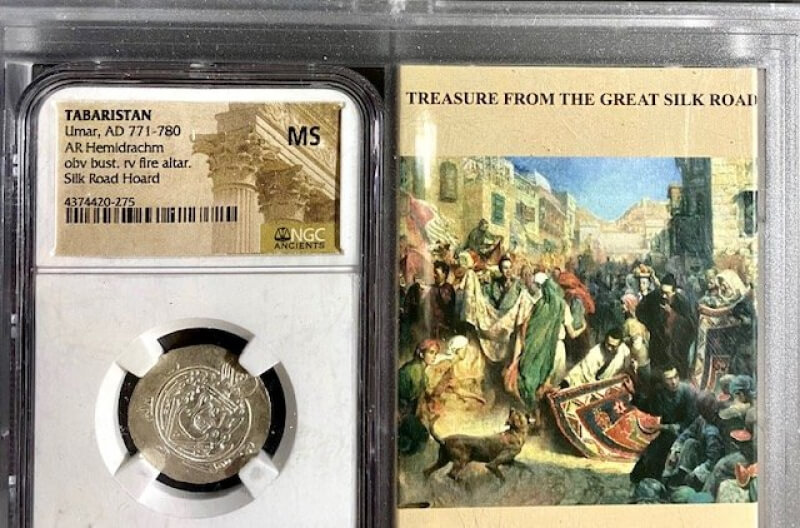 TABARISTAN
Umar, AD 771-780
AR Hemidrachm
obv bust. rv fire altar.
Silk Road Hoard
4374420-275
MS
NGC
ANCIENTS
TREASURE FROM THE GREAT SILK ROAD